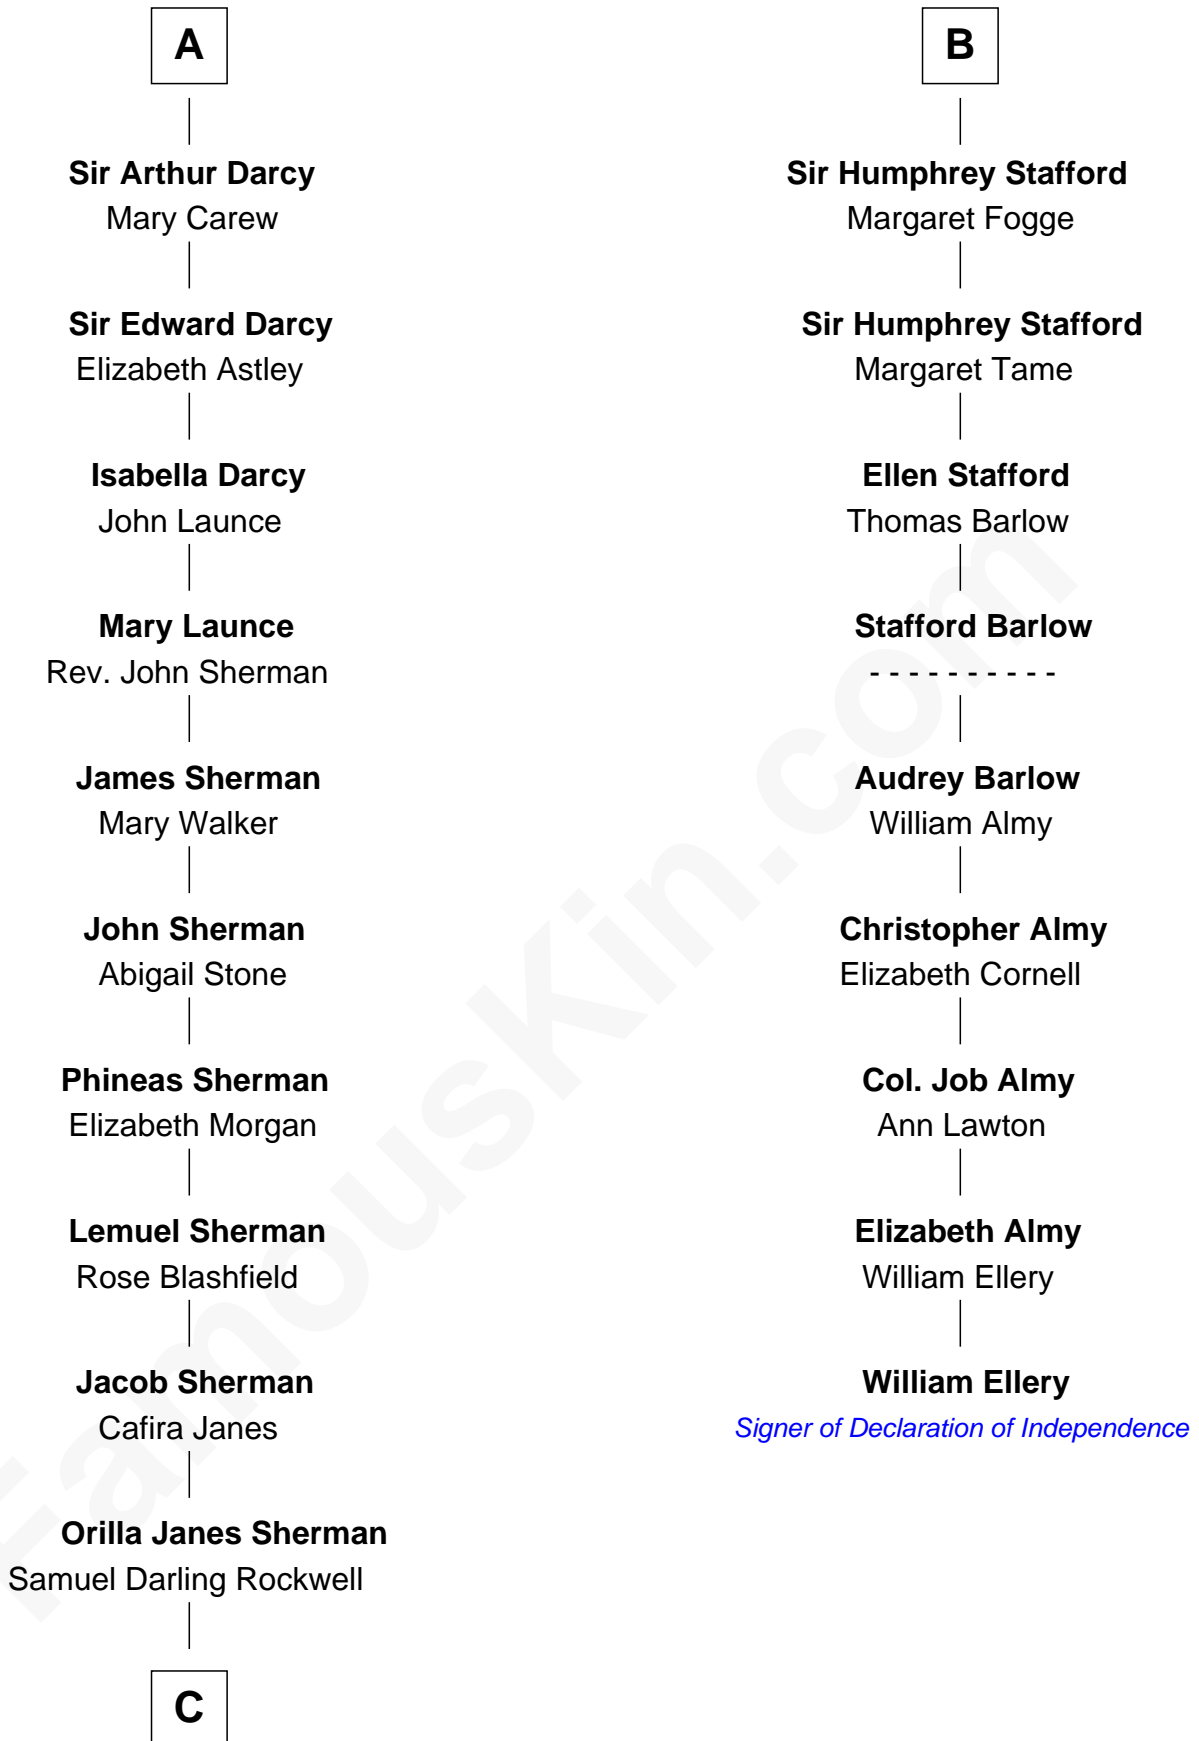 A
Sir Arthur Darcy
Mary Carew
Sir Edward Darcy
Elizabeth Astley
Isabella Darcy
John Launce
Mary Launce
Rev. John Sherman
James Sherman
Mary Walker
John Sherman
Abigail Stone
Phineas Sherman
Elizabeth Morgan
Lemuel Sherman
Rose Blashfield
Jacob Sherman
Cafira Janes
Orilla Janes Sherman
Samuel Darling Rockwell
C
B
Sir Humphrey Stafford
Margaret Fogge
Sir Humphrey Stafford
Margaret Tame
Ellen Stafford
Thomas Barlow
Stafford Barlow
- - - - - - - - - -
Audrey Barlow
William Almy
Christopher Almy
Elizabeth Cornell
Col. Job Almy
Ann Lawton
Elizabeth Almy
William Ellery
William Ellery
Signer of Declaration of Independence
FamousKin.com